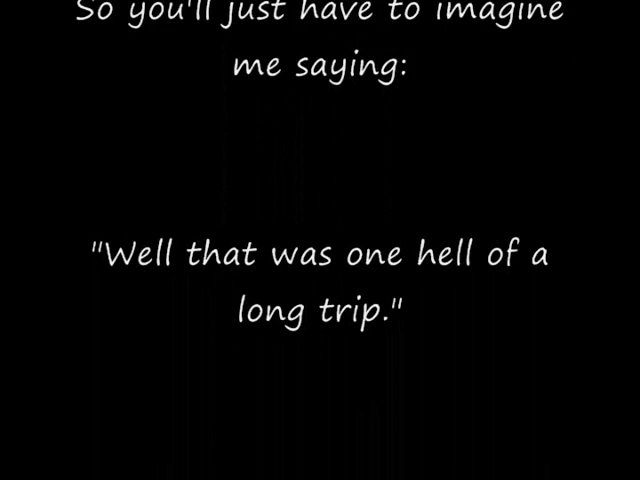 So you'll just have to imagine
me saying:
"Well that was one hell of a
long trip."